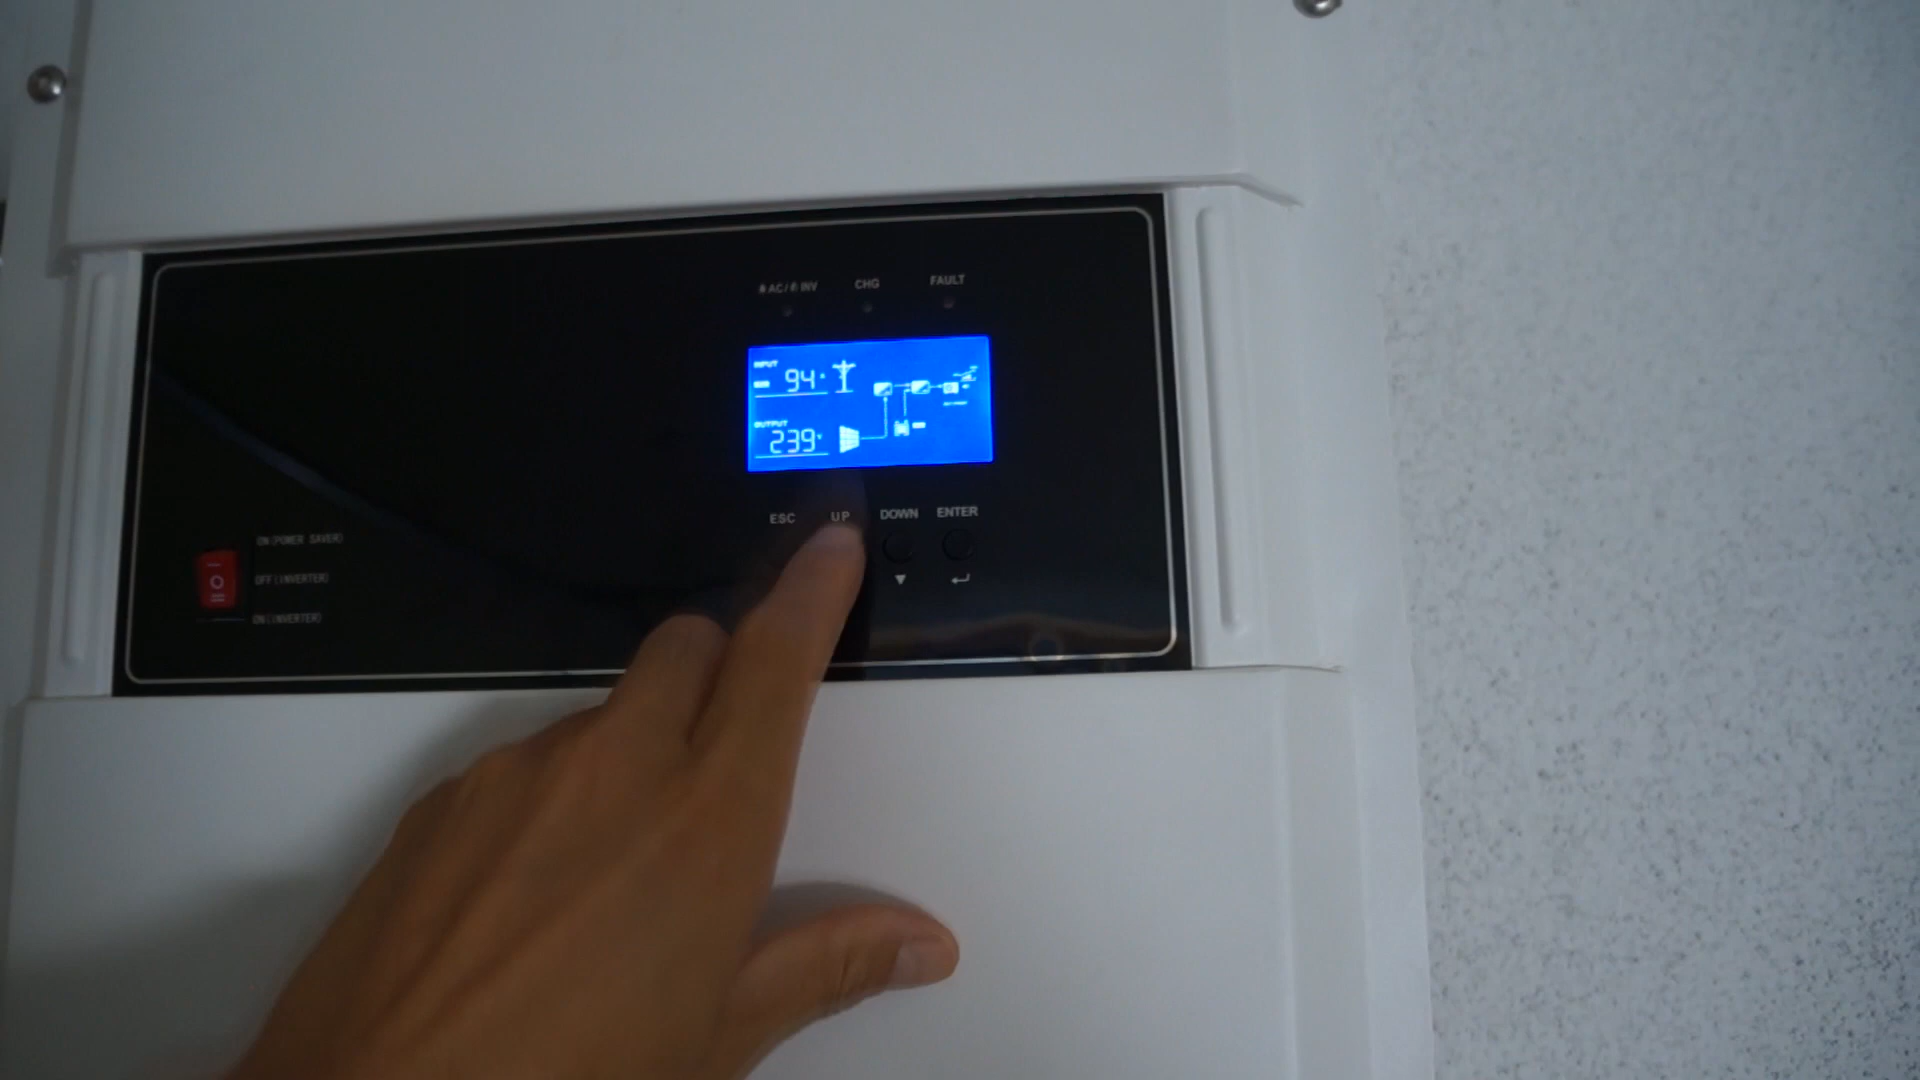 AC/ INV CHG FAULT
INPUT
94
OUTPUT
239 V
ESC UP DOWN ENTER
ON(POWER SAVER)
OFF(INVERTER)
ON(INVERTER)